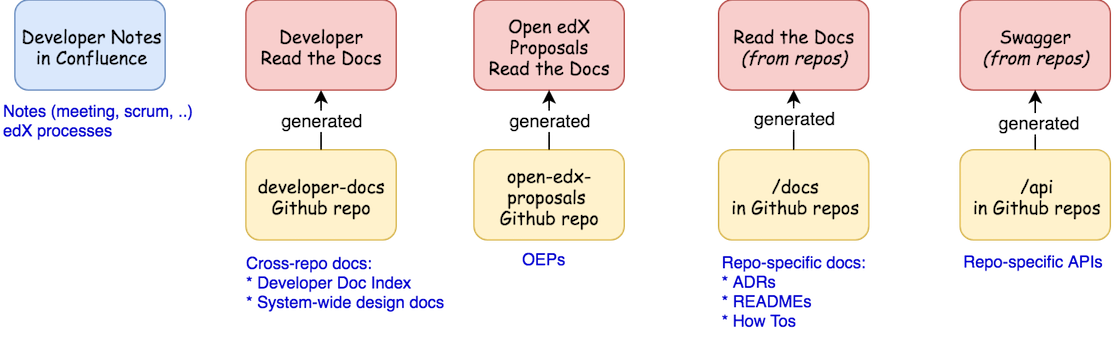 Developer Notes
in Confluence
Notes (meeting, scrum, ..)
edX processes
Developer
Read the Docs
generated
developer-docs
Github repo
Cross-repo docs:
* Developer Doc Index
* System-wide design docs
Open edX
Proposals
Read the Docs
generated
open-edx-
proposals
Github repo
OEPs
Read the Docs
(from repos)
generated
/docs
in Github repos
Repo-specific docs:
* ADRs
* READMEs
* How Tos
Swagger
(from repos)
generated
/api
in Github repos
Repo-specific APIs